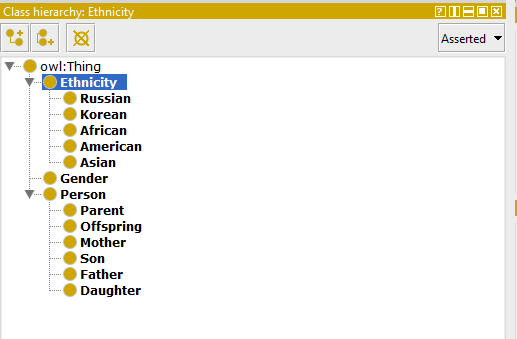 Class hierarchy: Ethnicity
Asserted
owl:Thing
Ethnicity
Russian
Korean
African
American
Asian
Gender
Person
Parent
Offspring
Mother
Son
Father
Daughter